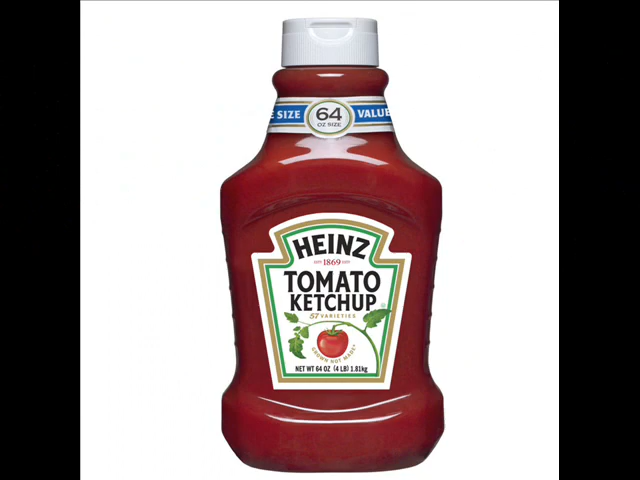 E SIZE 64 VALUE
OZ SIZE
HEINZ
ESTD 1869
TOMATO
KETCHUP
57 VARIETIES
GROWN NOT MADE
NET WT 64 OZ (4 LB) 1.81kg